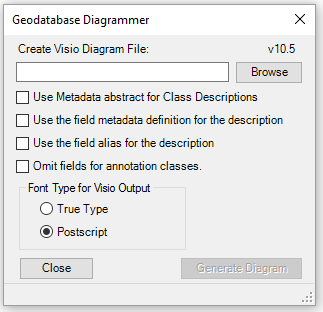 Geodatabase Diagrammer
Create Visio Diagram File: v10.5
Browse
Use Metadata abstract for Class Descriptions
Use the field metadata definition for the description
Use the field alias for the description
Omit fields for annotation classes.
Font Type for Visio Output
True Type
Postscript
Close Generate Diagram